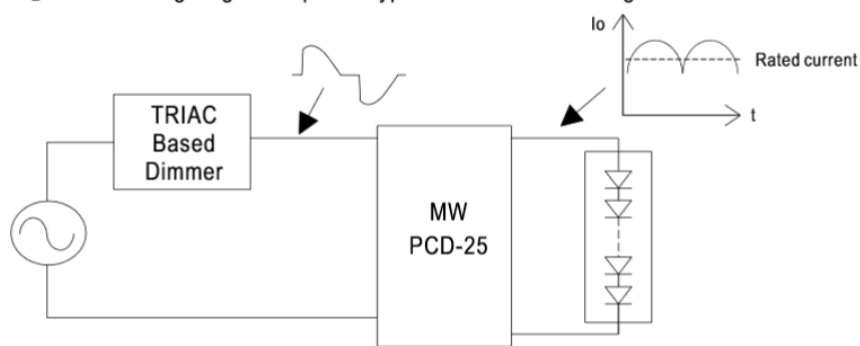 Io
Rated current
t
TRIAC
Based
Dimmer
MW
PCD-25